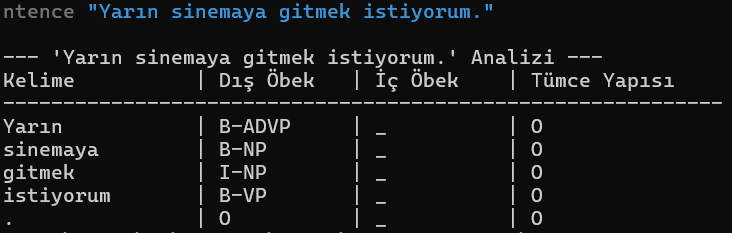 ntence "Yarın sinemaya gitmek istiyorum."
--- 'Yarın sinemaya gitmek istiyorum.' Analizi ---
Kelime | Dış Öbek | İç Öbek | Tümce Yapısı
------------------------------------------------------------
Yarın | B-ADVP | _ | O
sinemaya | B-NP | _ | O
gitmek | I-NP | _ | O
istiyorum | B-VP | _ | O
. | O | _ | O